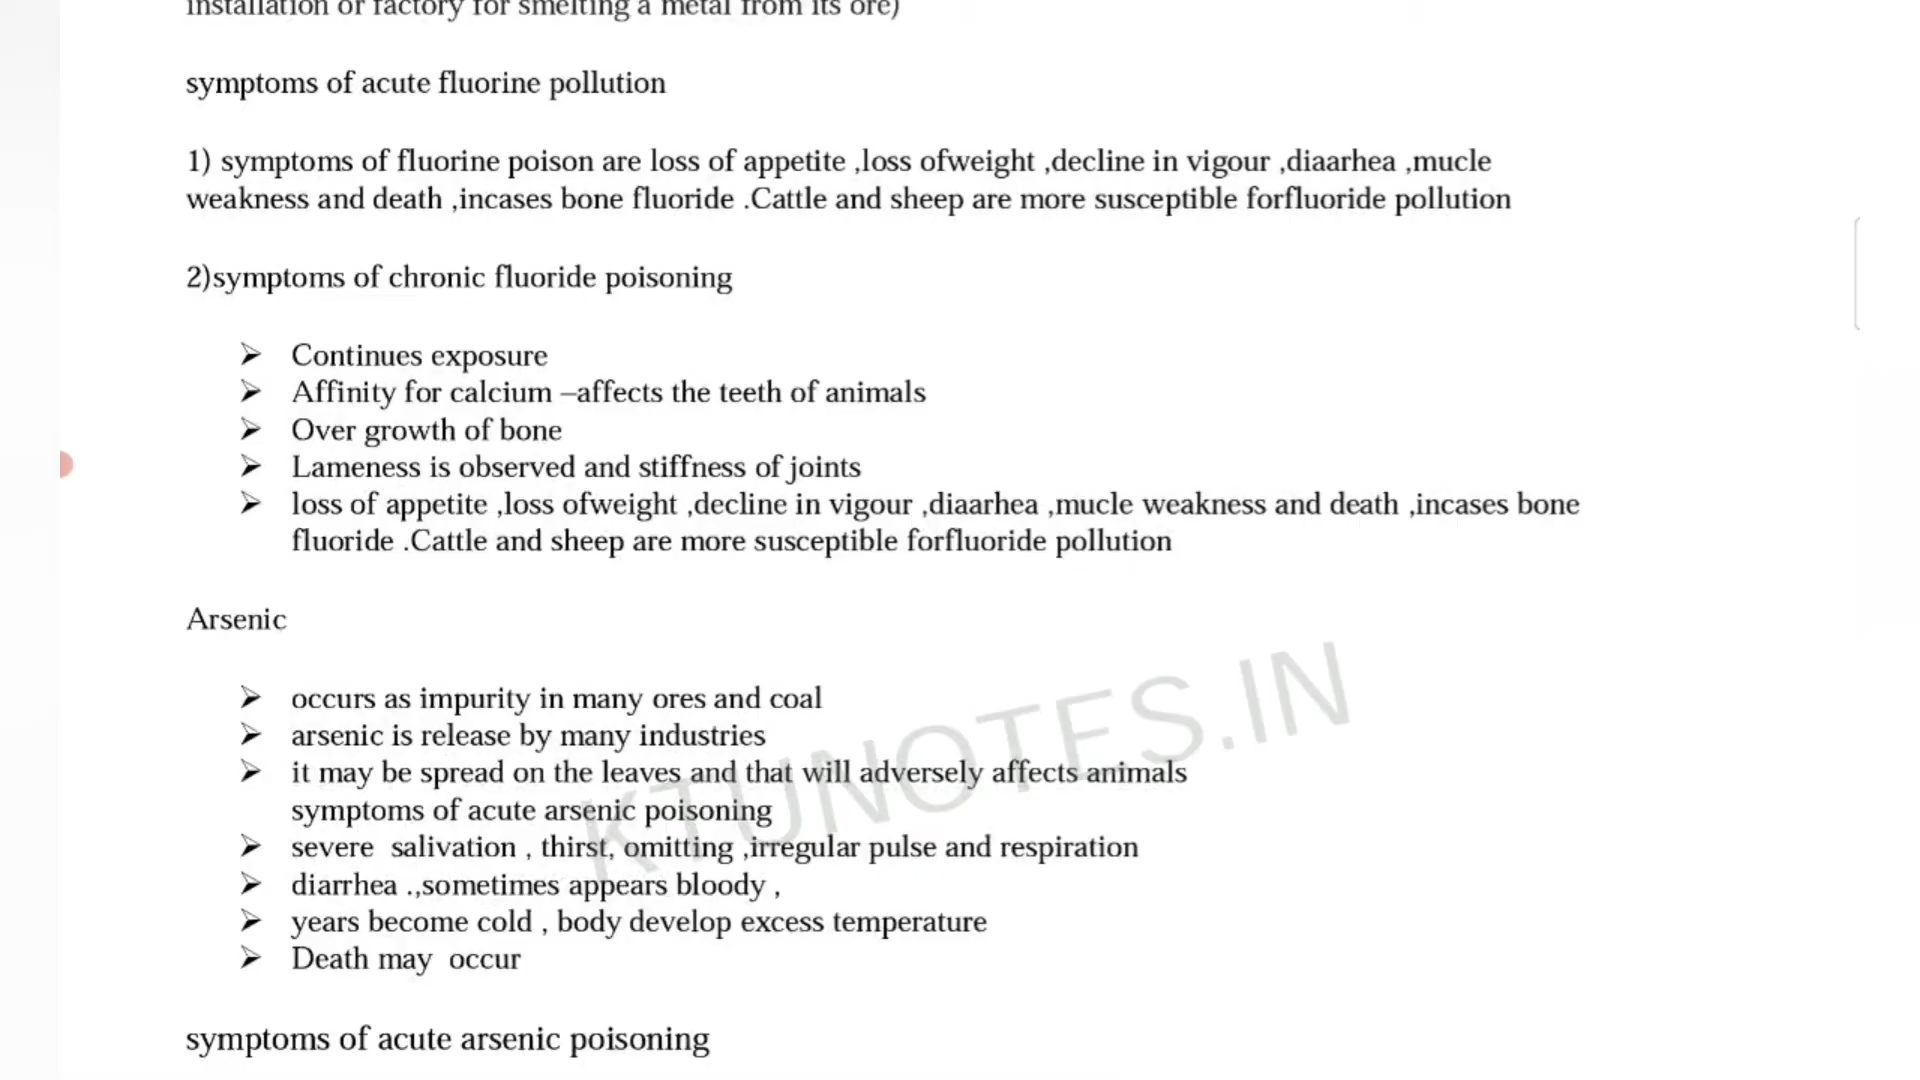 installation or factory for smelting a metal from its ore)
symptoms of acute fluorine pollution
1) symptoms of fluorine poison are loss of appetite ,loss ofweight ,decline in vigour ,diaarhea ,mucle
weakness and death ,incases bone fluoride .Cattle and sheep are more susceptible forfluoride pollution
2)symptoms of chronic fluoride poisoning
➢ Continues exposure
➢ Affinity for calcium –affects the teeth of animals
➢ Over growth of bone
➢ Lameness is observed and stiffness of joints
➢ loss of appetite ,loss ofweight ,decline in vigour ,diaarhea ,mucle weakness and death ,incases bone
fluoride .Cattle and sheep are more susceptible forfluoride pollution
Arsenic
➢ occurs as impurity in many ores and coal
➢ arsenic is release by many industries
➢ it may be spread on the leaves and that will adversely affects animals
symptoms of acute arsenic poisoning
➢ severe  salivation , thirst, omitting ,irregular pulse and respiration
➢ diarrhea .,sometimes appears bloody ,
➢ years become cold , body develop excess temperature
➢ Death may  occur
symptoms of acute arsenic poisoning
KTUNOTES.IN